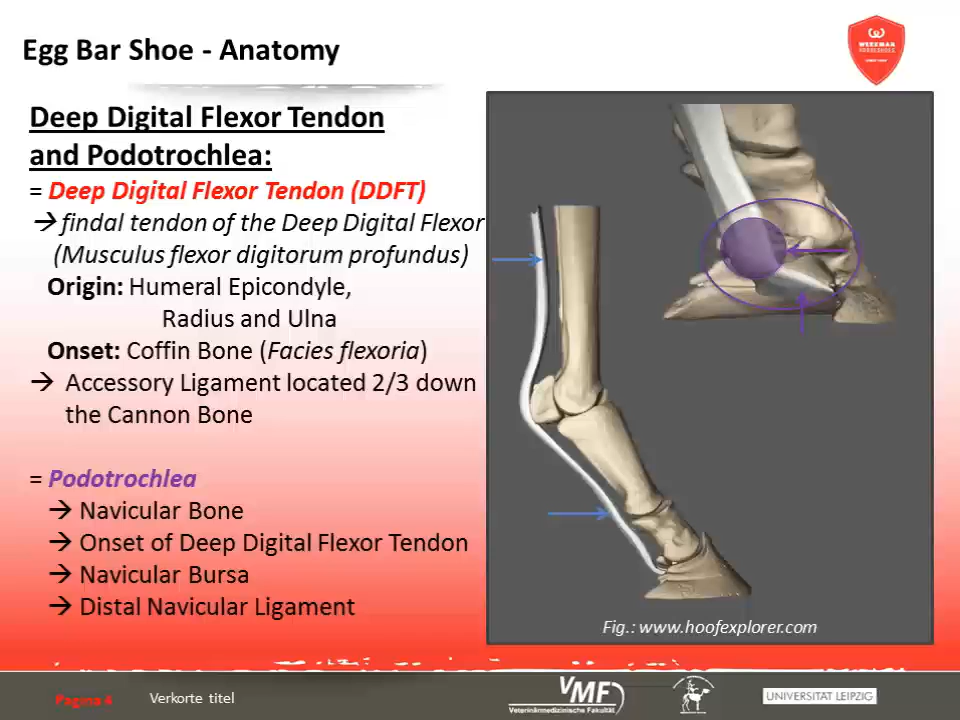 Egg Bar Shoe - Anatomy
WERKMAN
HORSESHOES
Deep Digital Flexor Tendon
and Podotrochlea:
= Deep Digital Flexor Tendon (DDFT)
→ findal tendon of the Deep Digital Flexor
(Musculus flexor digitorum profundus)
Origin: Humeral Epicondyle,
Radius and Ulna
Onset: Coffin Bone (Facies flexoria)
→ Accessory Ligament located 2/3 down
the Cannon Bone
= Podotrochlea
→ Navicular Bone
→ Onset of Deep Digital Flexor Tendon
→ Navicular Bursa
→ Distal Navicular Ligament
Fig.: www.hoofexplorer.com
Pagina 4
Verkorte titel
VMF
Veterinärmedizinische Fakultät
UNIVERSITÄT LEIPZIG